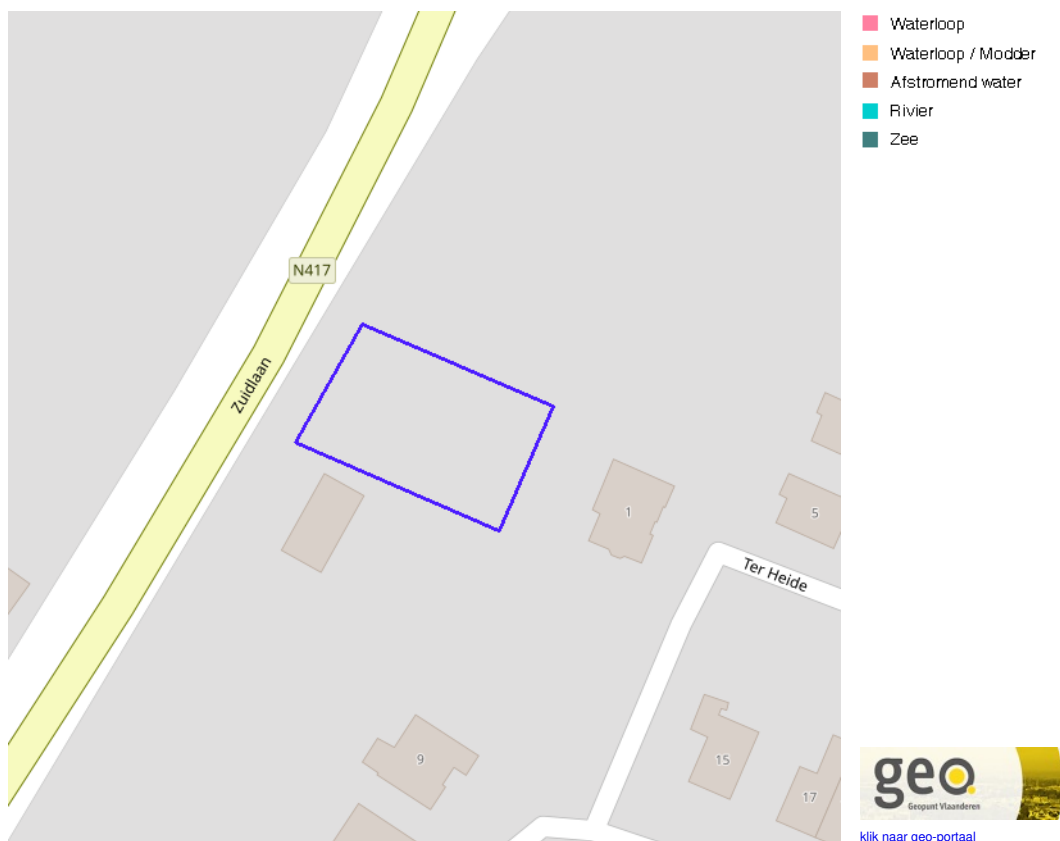 Waterloop
Waterloop / Modder
Afstromend water
Rivier
Zee
N417
Zuidlaan
1
5
Ter Heide
9
15
17
geo
Geopunt Vlaanderen
klik naar geo-portaal